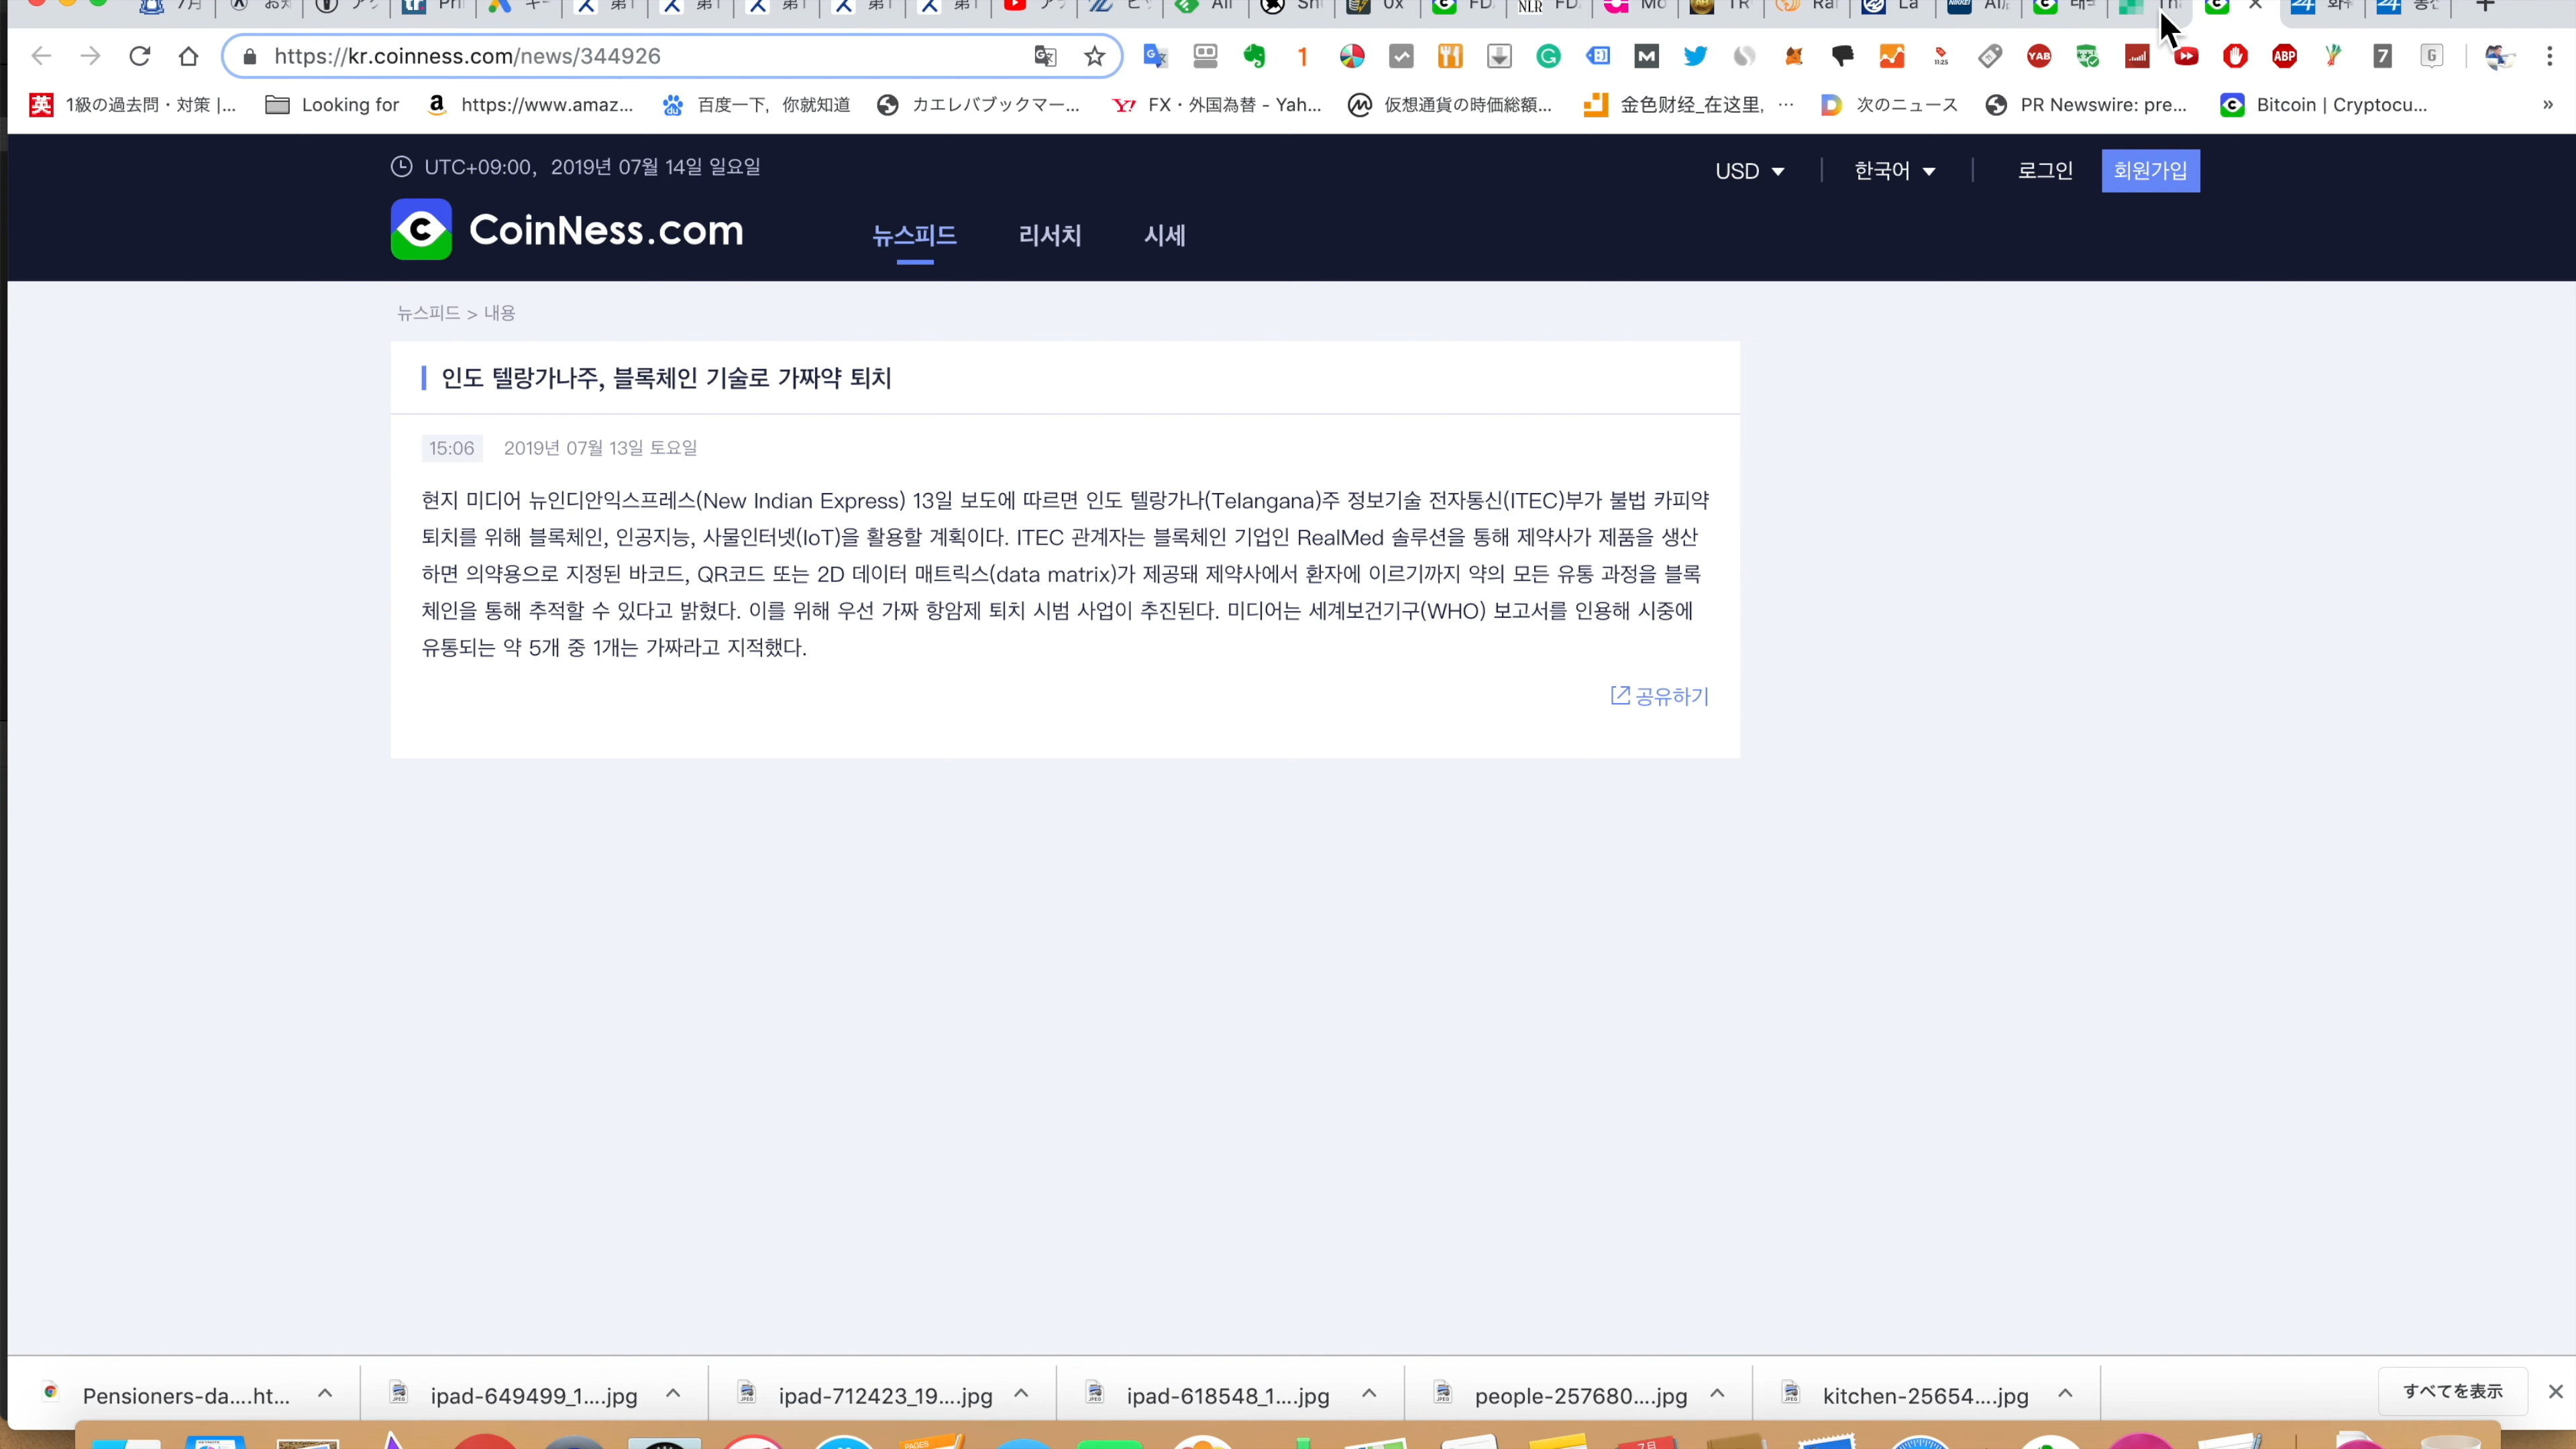 https://kr.coinness.com/news/344926
1級の過去問・対策 |... Looking for https://www.amaz... 百度一下，你就知道 カエレバブックマー... FX・外国為替 - Yah... 仮想通貨の時価総額... 金色财经_在这里, ... 次のニュース PR Newswire: pre... Bitcoin | Cryptocu... »
UTC+09:00, 2019년 07월 14일 일요일 USD 한국어 로그인 회원가입
CoinNess.com 뉴스피드 리서치 시세
뉴스피드 > 내용
인도 텔랑가나주, 블록체인 기술로 가짜약 퇴치
15:06 2019년 07월 13일 토요일
현지 미디어 뉴인디안익스프레스(New Indian Express) 13일 보도에 따르면 인도 텔랑가나(Telangana)주 정보기술 전자통신(ITEC)부가 불법 카피약
퇴치를 위해 블록체인, 인공지능, 사물인터넷(IoT)을 활용할 계획이다. ITEC 관계자는 블록체인 기업인 RealMed 솔루션을 통해 제약사가 제품을 생산
하면 의약용으로 지정된 바코드, QR코드 또는 2D 데이터 매트릭스(data matrix)가 제공돼 제약사에서 환자에 이르기까지 약의 모든 유통 과정을 블록
체인을 통해 추적할 수 있다고 밝혔다. 이를 위해 우선 가짜 항암제 퇴치 시범 사업이 추진된다. 미디어는 세계보건기구(WHO) 보고서를 인용해 시중에
유통되는 약 5개 중 1개는 가짜라고 지적했다.
공유하기
Pensioners-da....ht... ipad-649499_1....jpg ipad-712423_19....jpg ipad-618548_1....jpg people-257680....jpg kitchen-25654....jpg すべてを表示